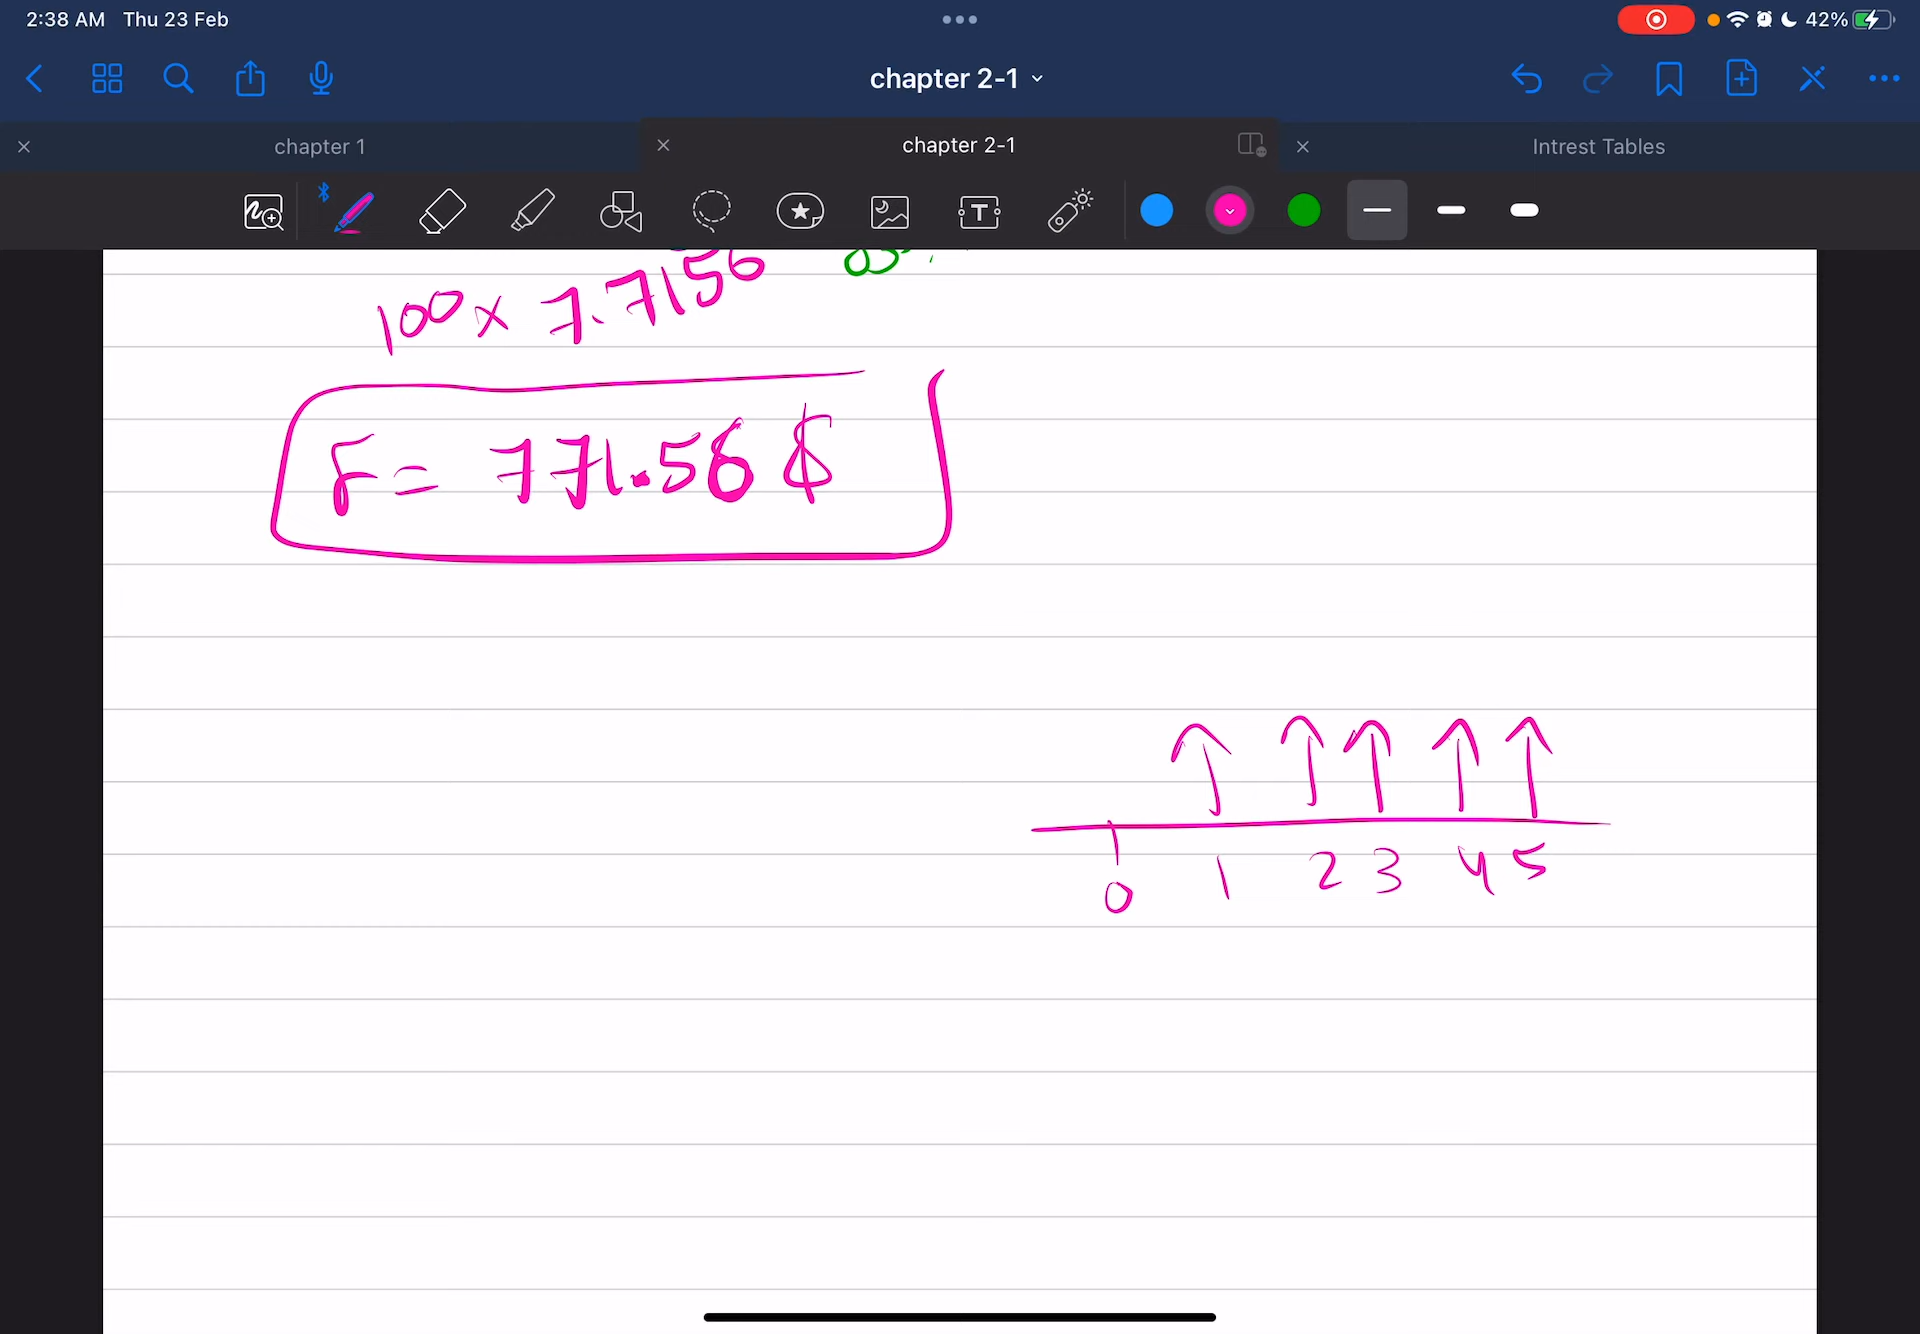 2:38 AM Thu 23 Feb
42%
chapter 2-1
chapter 1
chapter 2-1
Intrest Tables
T
100 x 7.7156
F = 771.56 $
0 1 2 3 4 5